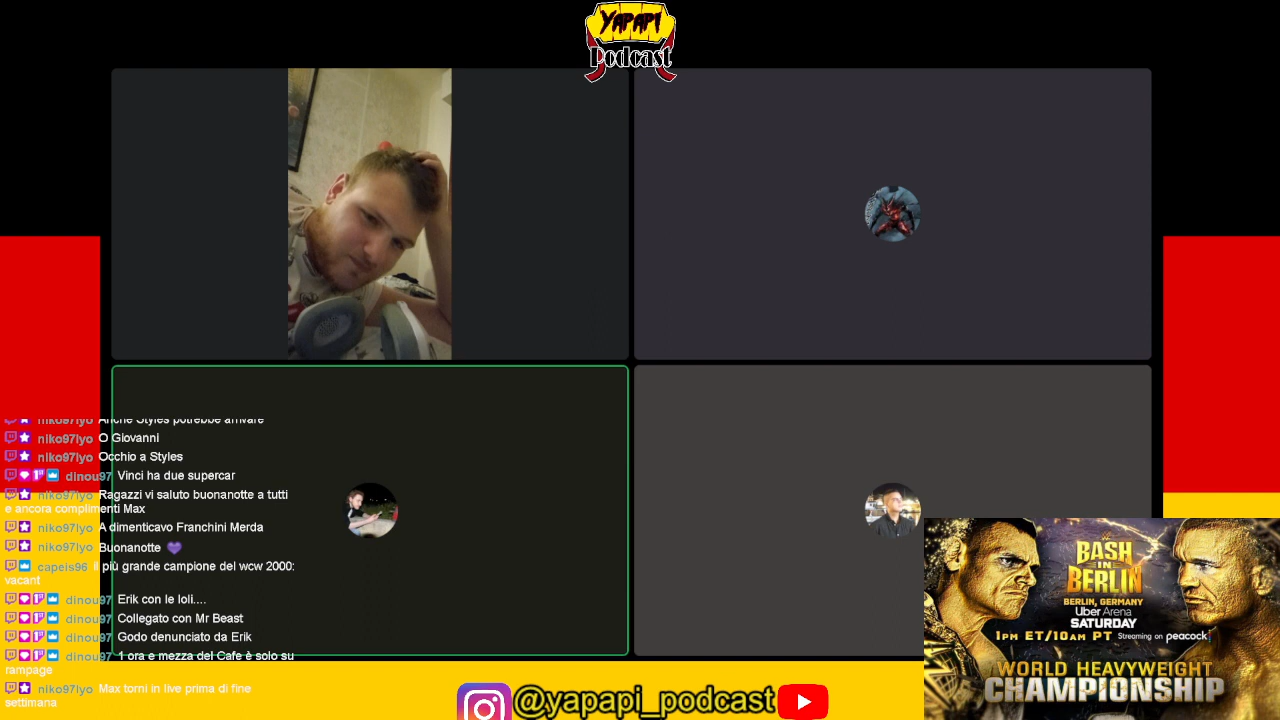 YAPAPI
Podcast
niko97lyo Anche Styles potrebbe arrivare
niko97lyo O Giovanni
niko97lyo Occhio a Styles
dinou97 Vinci ha due supercar
niko97lyo Ragazzi vi saluto buonanotte a tutti
e ancora complimenti Max
niko97lyo A dimenticavo Franchini Merda
niko97lyo Buonanotte 💜
capeis96 il più grande campione del wcw 2000:
vacant
dinou97 Erik con le loli....
dinou97 Collegato con Mr Beast
dinou97 Godo denunciato da Erik
dinou97 1 ora e mezza del Cafe è solo su
rampage
niko97lyo Max torni in live prima di fine
settimana
BASH
IN
BERLIN
BERLIN, GERMANY
Uber Arena
SATURDAY
1PM ET/10AM PT Streaming on peacock
WORLD HEAVYWEIGHT
CHAMPIONSHIP
@yapapi_podcast